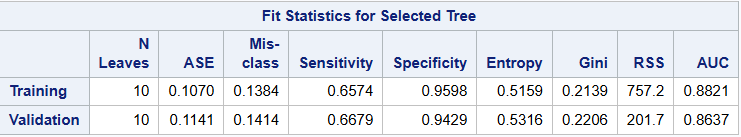 Fit Statistics for Selected Tree
N Leaves ASE Mis-class Sensitivity Specificity Entropy Gini RSS AUC
Training 10 0.1070 0.1384 0.6574 0.9598 0.5159 0.2139 757.2 0.8821
Validation 10 0.1141 0.1414 0.6679 0.9429 0.5316 0.2206 201.7 0.8637